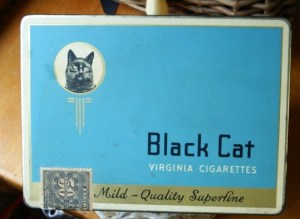 Black Cat
VIRGINIA CIGARETTES
Mild - Quality Superfine